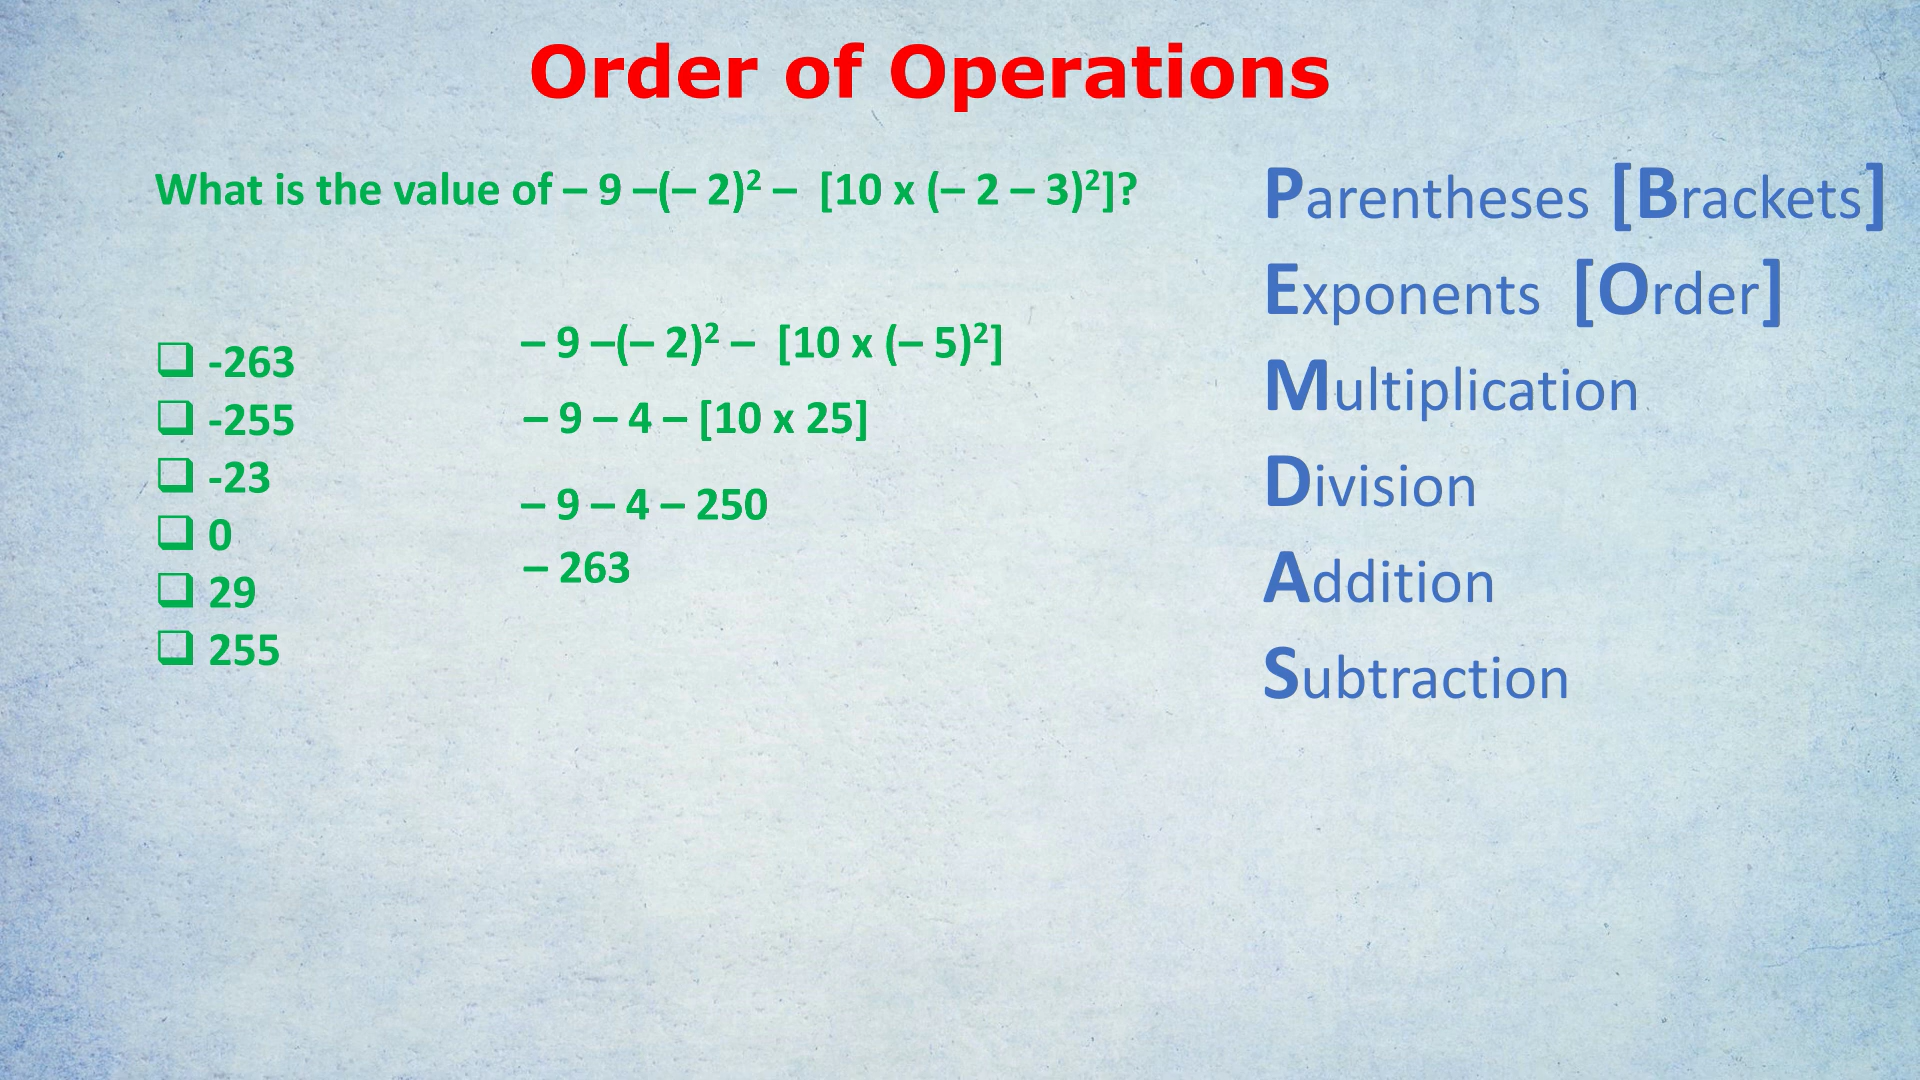 Order of Operations
What is the value of – 9 –(– 2)² –  [10 x (– 2 – 3)²]?
❑ -263
❑ -255
❑ -23
❑ 0
❑ 29
❑ 255
– 9 –(– 2)² –  [10 x (– 5)²]
– 9 – 4 – [10 x 25]
– 9 – 4 – 250
– 263
Parentheses [Brackets]
Exponents [Order]
Multiplication
Division
Addition
Subtraction